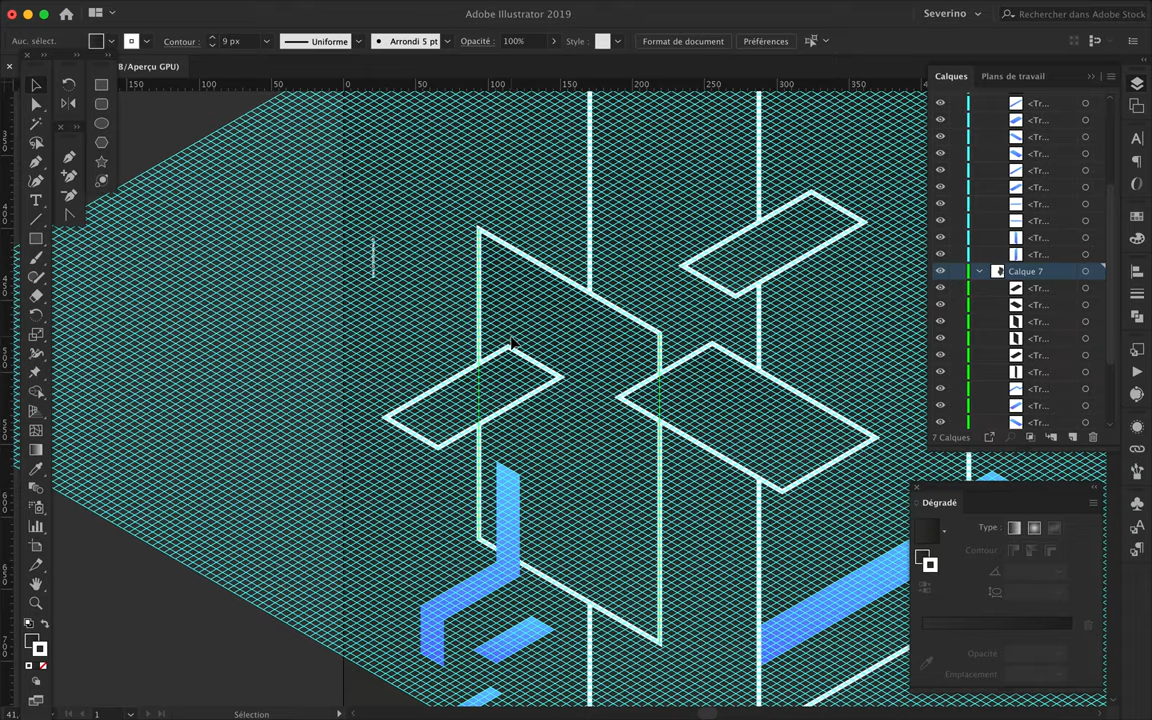 Adobe Illustrator 2019
Severino
Rechercher dans Adobe Stock
Auc. sélect.
Contour :
9 px
Uniforme
Arrondi 5 pt
Opacité :
100%
Style :
Format de document
Préférences
B/Aperçu GPU)
150
100
50
0
50
100
150
200
250
300
350
Calques
Plans de travail
<Tr...
<Tr...
<Tr...
<Tr...
<Tr...
<Tr...
<Tr...
<Tr...
<Tr...
<Tr...
Calque 7
<Tr...
<Tr...
<Tr...
<Tr...
<Tr...
<Tr...
<Tr...
<Tr...
<Tr...
7 Calques
Dégradé
Type :
Contour :
Opacité :
Emplacement :
41,
1
Sélection